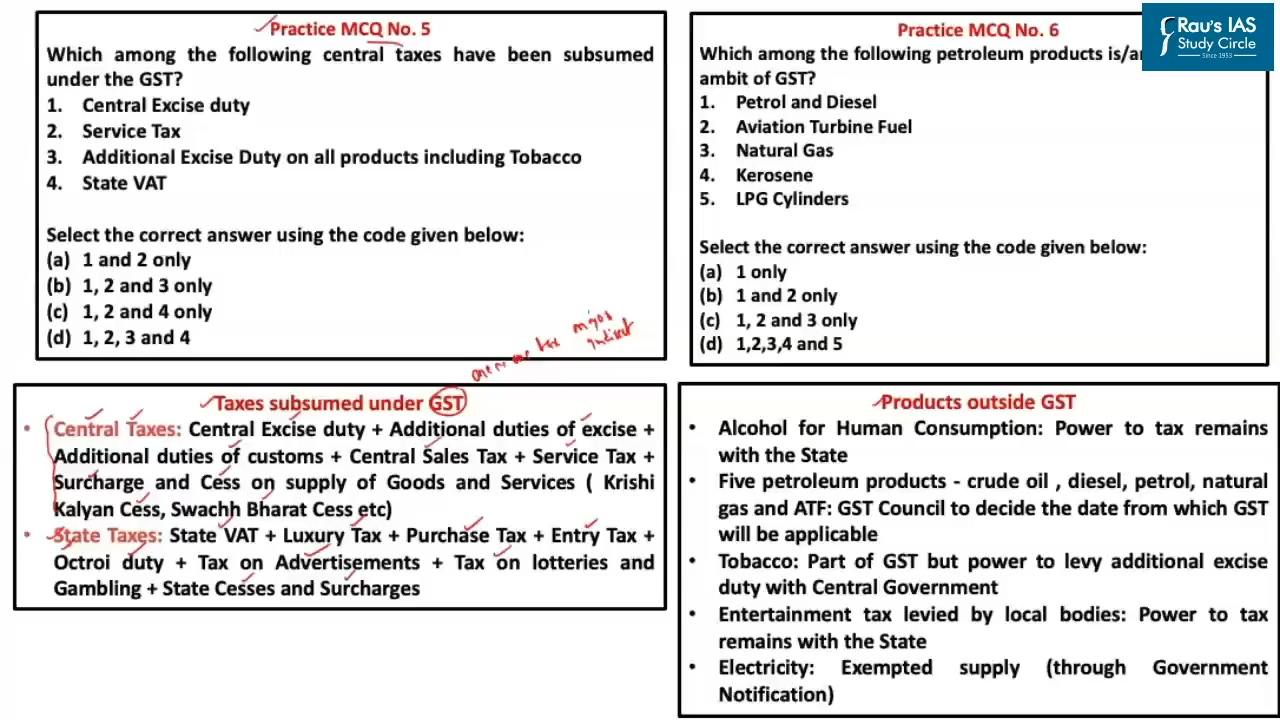 Practice MCQ No. 5
Which among the following central taxes have been subsumed
under the GST?
1. Central Excise duty
2. Service Tax
3. Additional Excise Duty on all products including Tobacco
4. State VAT
Select the correct answer using the code given below:
(a) 1 and 2 only
(b) 1, 2 and 3 only
(c) 1, 2 and 4 only
(d) 1, 2, 3 and 4
Practice MCQ No. 6
Rau's IAS
Study Circle
Since 1953
Which among the following petroleum products
ambit of GST?
1. Petrol and Diesel
2. Aviation Turbine Fuel
3. Natural Gas
4. Kerosene
5. LPG Cylinders
Select the correct answer using the code given below:
(a) 1 only
(b) 1 and 2 only
(c) 1, 2 and 3 only
(d) 1,2,3,4 and 5
major
indirect
tax
Taxes subsumed under GST
• Central Taxes: Central Excise duty + Additional duties of excise +
Additional duties of customs + Central Sales Tax + Service Tax +
Surcharge and Cess on supply of Goods and Services ( Krishi
Kalyan Cess, Swachh Bharat Cess etc)
• State Taxes: State VAT + Luxury Tax + Purchase Tax + Entry Tax +
Octroi duty + Tax on Advertisements + Tax on lotteries and
Gambling + State Cesses and Surcharges
Products outside GST
• Alcohol for Human Consumption: Power to tax remains
with the State
• Five petroleum products - crude oil , diesel, petrol, natural
gas and ATF: GST Council to decide the date from which GST
will be applicable
• Tobacco: Part of GST but power to levy additional excise
duty with Central Government
• Entertainment tax levied by local bodies: Power to tax
remains with the State
• Electricity: Exempted supply (through Government
Notification)